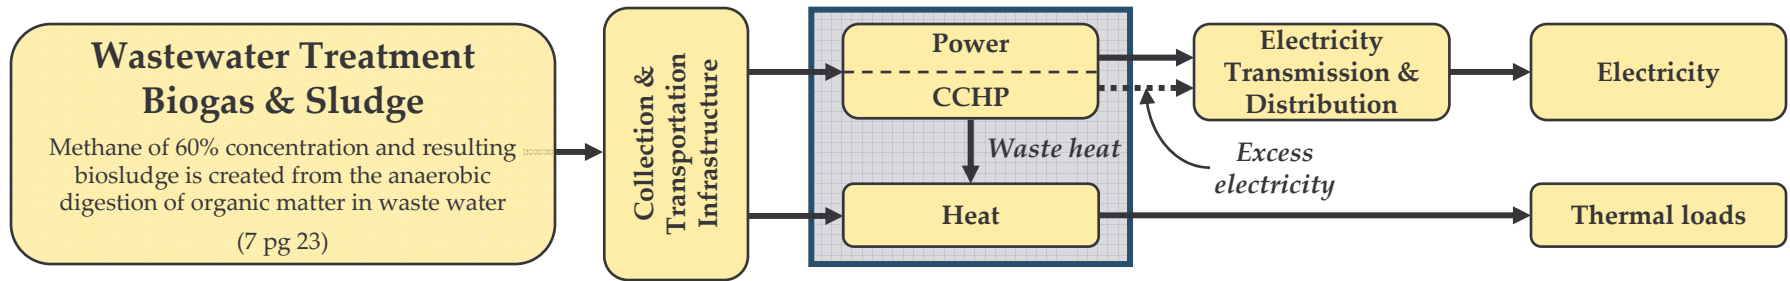 Wastewater Treatment
Biogas & Sludge
Methane of 60% concentration and resulting
biosludge is created from the anaerobic
digestion of organic matter in waste water
(7 pg 23)
Collection &
Transportation
Infrastructure
Power
CCHP
Waste heat
Heat
Electricity
Transmission &
Distribution
Excess
electricity
Electricity
Thermal loads